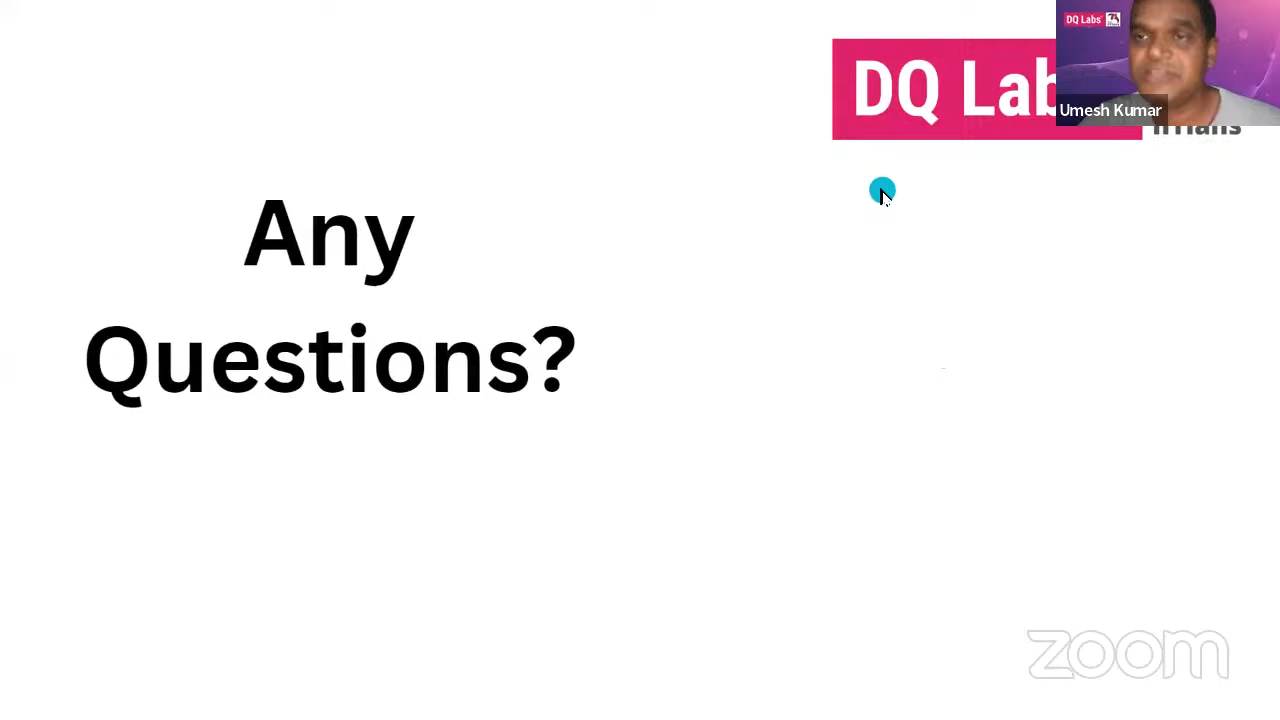 DQ Labs
DQ Lab
Umesh Kumar
Any
Questions?
zoom